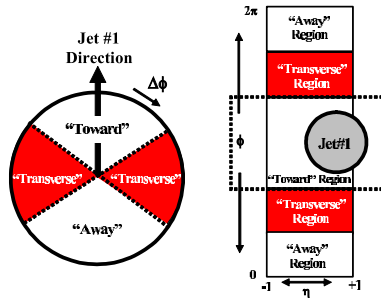 Jet #1
Direction
Δϕ
“Toward”
“Transverse”
“Transverse”
“Away”
2π
“Away”
Region
“Transverse”
Region
ϕ
Jet#1
“Toward” Region
“Transverse”
Region
“Away”
Region
0
-1
η
+1